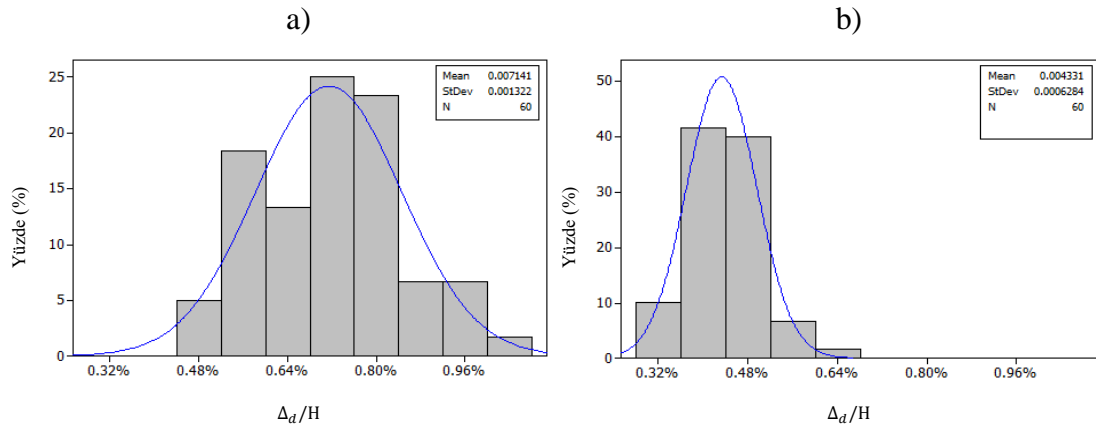 a)
Mean 0.007141
StDev 0.001322
N 60
Yüzde (%)
25
20
15
10
5
0
0.32% 0.48% 0.64% 0.80% 0.96%
Δ_d/H
b)
Mean 0.004331
StDev 0.0006284
N 60
Yüzde (%)
50
40
30
20
10
0
0.32% 0.48% 0.64% 0.80% 0.96%
Δ_d/H